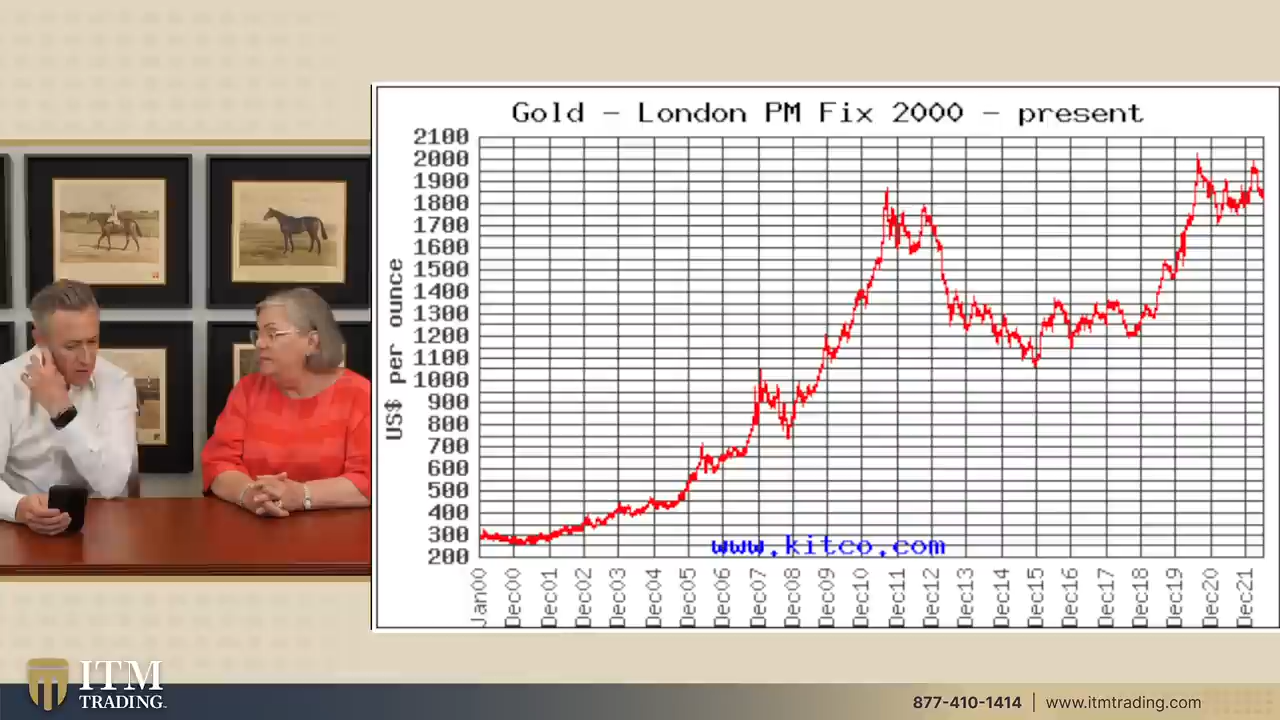 Gold - London PM Fix 2000 - present
US$ per ounce
2100
2000
1900
1800
1700
1600
1500
1400
1300
1200
1100
1000
900
800
700
600
500
400
300
200
www.kitco.com
Jan00
Dec00
Dec01
Dec02
Dec03
Dec04
Dec05
Dec06
Dec07
Dec08
Dec09
Dec10
Dec11
Dec12
Dec13
Dec14
Dec15
Dec16
Dec17
Dec18
Dec19
Dec20
Dec21
ITM
TRADING
877-410-1414 | www.itmtrading.com